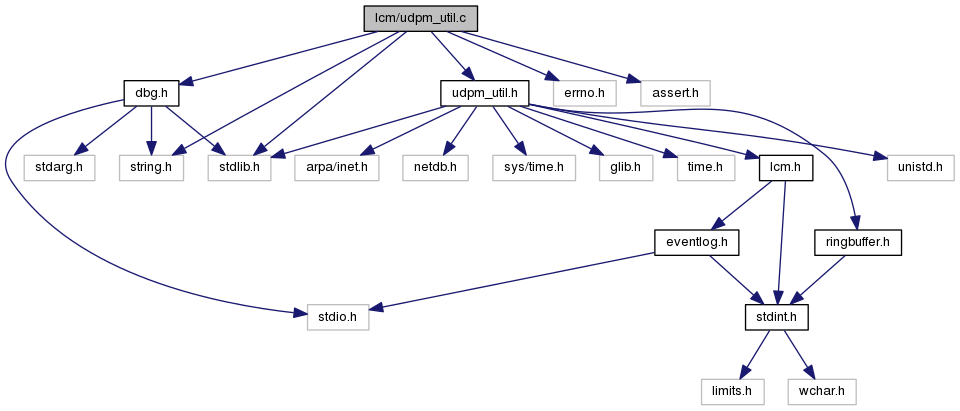 lcm/udpm_util.c
dbg.h
udpm_util.h
errno.h
assert.h
stdarg.h
string.h
stdlib.h
arpa/inet.h
netdb.h
sys/time.h
glib.h
time.h
lcm.h
unistd.h
eventlog.h
ringbuffer.h
stdio.h
stdint.h
limits.h
wchar.h